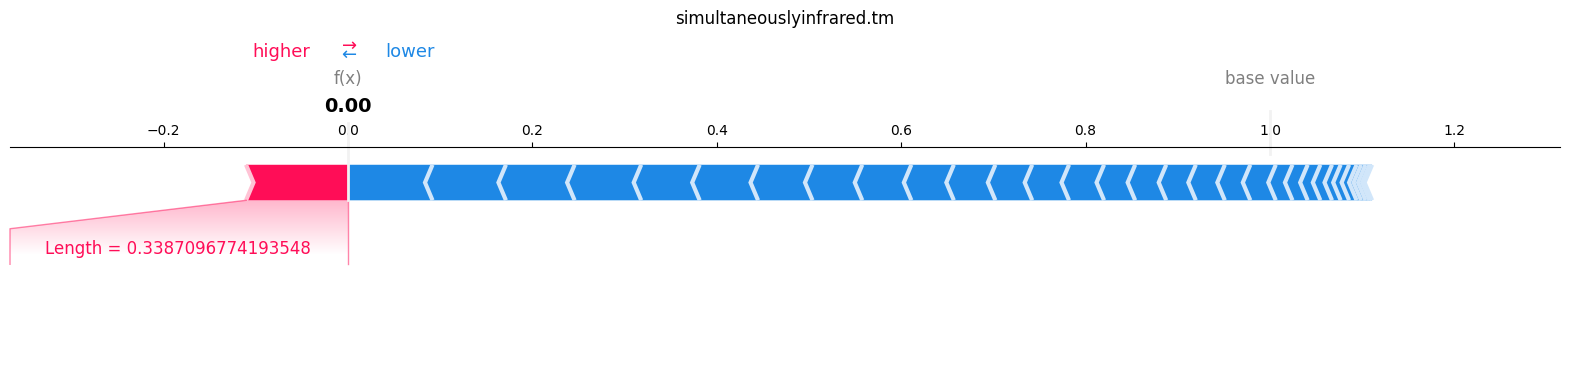 simultaneouslyinfrared.tm
higher → ← lower
f(x) base value
0.00
−0.2 0.0 0.2 0.4 0.6 0.8 1.0 1.2
Length = 0.3387096774193548